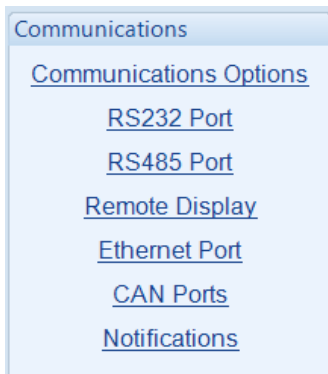 Communications
Communications Options
RS232 Port
RS485 Port
Remote Display
Ethernet Port
CAN Ports
Notifications